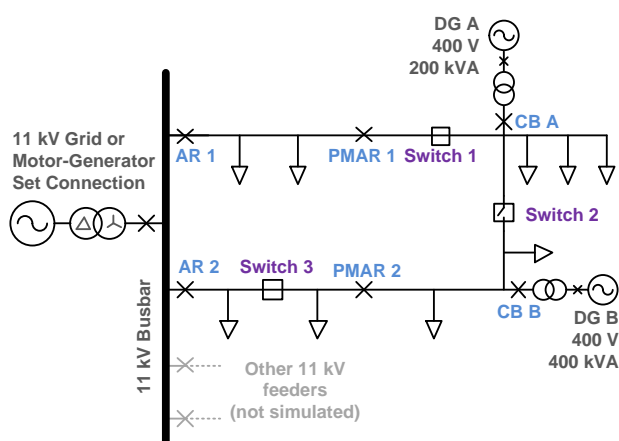 DG A
400 V
200 kVA
CB A
11 kV Grid or
Motor-Generator
Set Connection
AR 1
PMAR 1
Switch 1
Switch 2
AR 2
Switch 3
PMAR 2
CB B
DG B
400 V
400 kVA
11 kV Busbar
Other 11 kV
feeders
(not simulated)